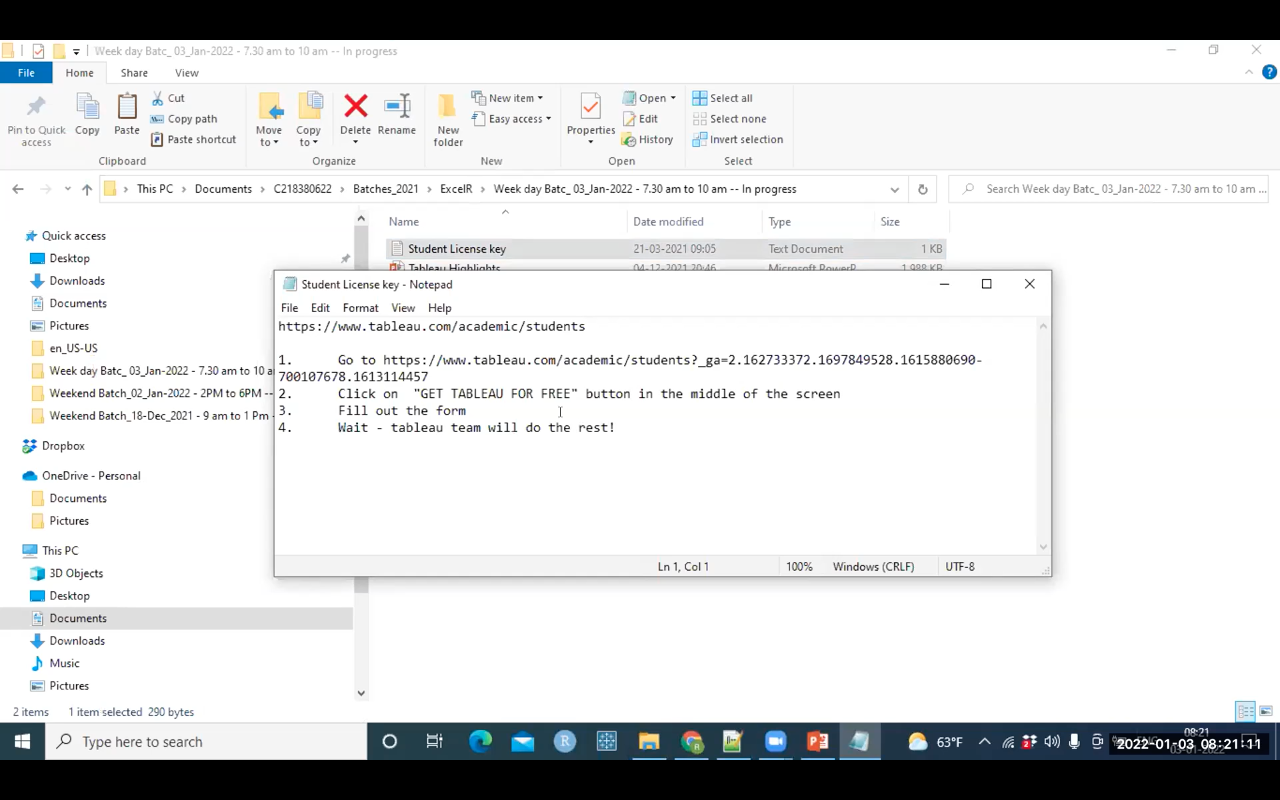 Week day Batc_ 03_Jan-2022 - 7.30 am to 10 am -- In progress
File Home Share View
Pin to Quick access
Copy
Paste
Cut
Copy path
Paste shortcut
Clipboard
Move to
Copy to
Delete
Rename
Organize
New folder
New item
Easy access
New
Properties
Open
Edit
History
Open
Select all
Select none
Invert selection
Select
This PC > Documents > C218380622 > Batches_2021 > ExcelR > Week day Batc_ 03_Jan-2022 - 7.30 am to 10 am -- In progress
Search Week day Batc_ 03_Jan-2022 - 7.30 am to 10 am ...
Name Date modified Type Size
Student License key 21-03-2021 09:05 Text Document 1 KB
Tableau Highlights 04-12-2021 20:46 Microsoft PowerP... 1,988 KB
Quick access
Desktop
Downloads
Documents
Pictures
en_US-US
Week day Batc_ 03_Jan-2022 - 7.30 am to 10 a
Weekend Batch_02_Jan-2022 - 2PM to 6PM --
Weekend Batch_18-Dec_2021 - 9 am to 1 Pm
Dropbox
OneDrive - Personal
Documents
Pictures
This PC
3D Objects
Desktop
Documents
Downloads
Music
Pictures
Student License key - Notepad
File Edit Format View Help
https://www.tableau.com/academic/students
1. Go to https://www.tableau.com/academic/students?_ga=2.162733372.1697849528.1615880690-
700107678.1613114457
2. Click on "GET TABLEAU FOR FREE" button in the middle of the screen
3. Fill out the form
4. Wait - tableau team will do the rest!
Ln 1, Col 1 100% Windows (CRLF) UTF-8
2 items 1 item selected 290 bytes
Type here to search
63°F
08:21
2022-01-03 08:21:11